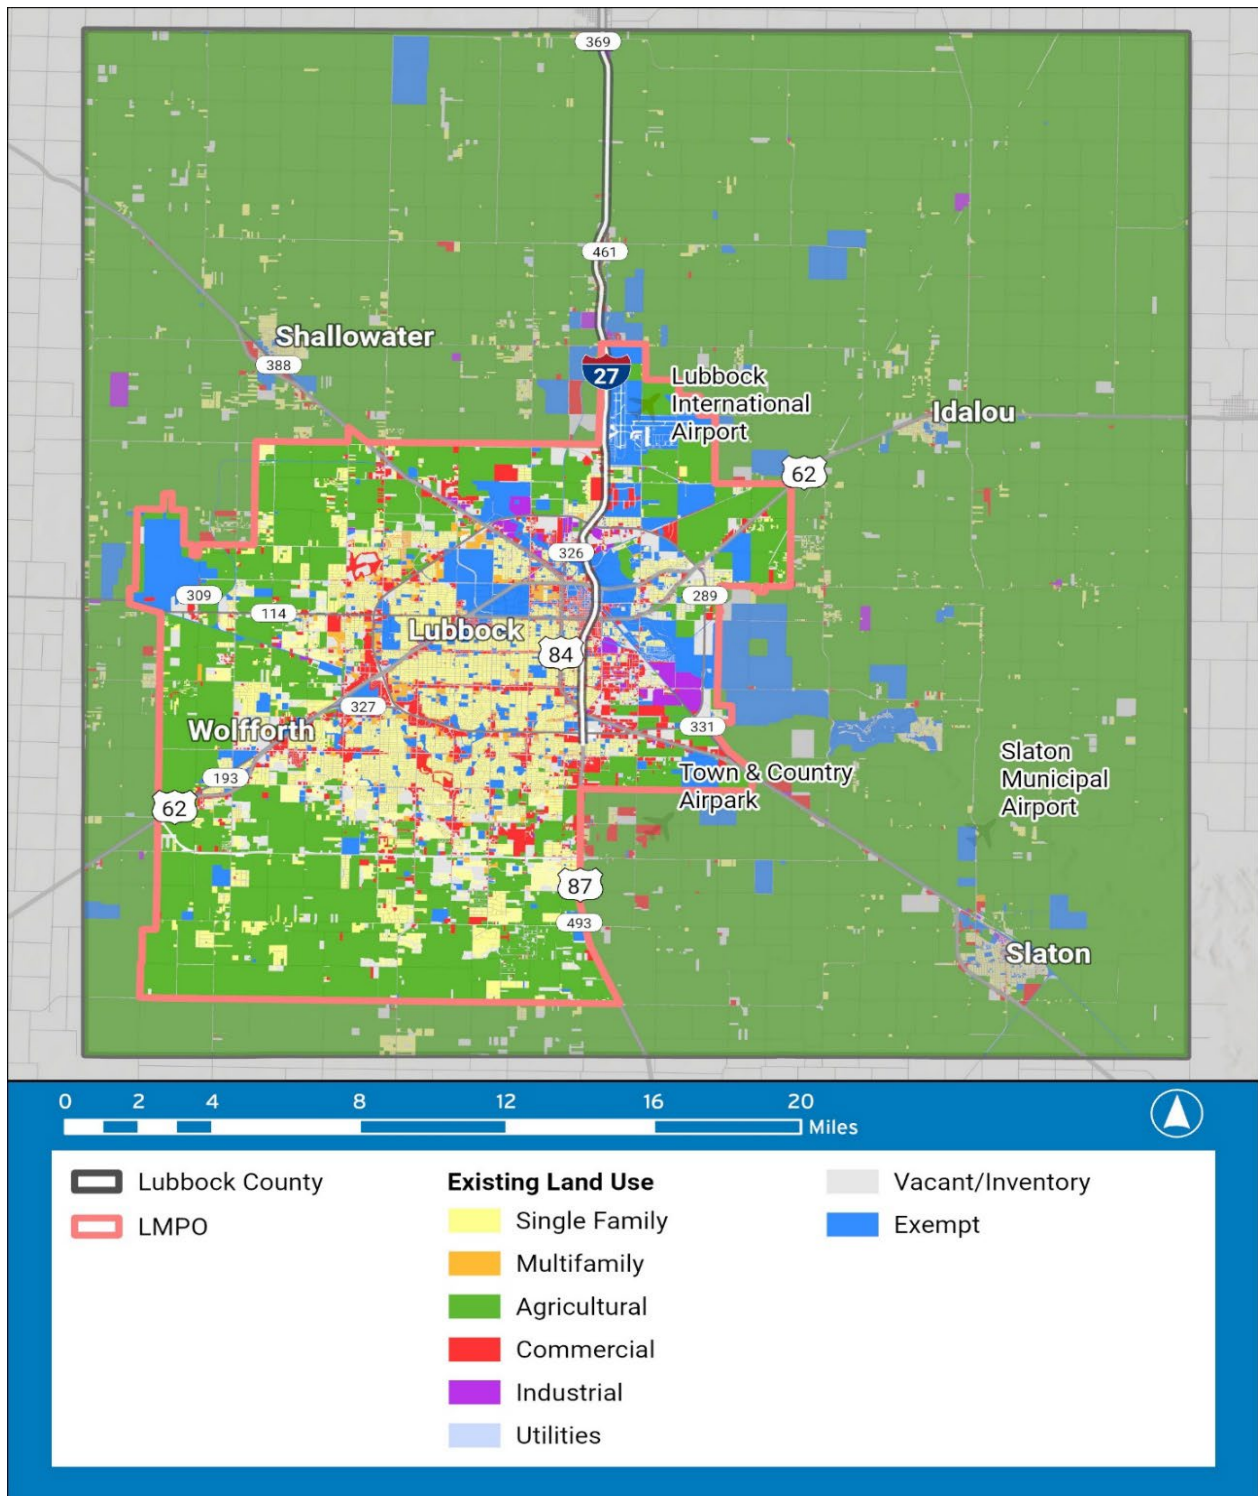 369
461
Shallowater
388
27
Lubbock
International
Airport
Idalou
62
326
309
114
289
Lubbock
84
327
331
Wolfforth
193
62
Town & Country
Airpark
Slaton
Municipal
Airport
87
493
Slaton
0 2 4 8 12 16 20
Miles
Lubbock County
LMPO
Existing Land Use
Single Family
Multifamily
Agricultural
Commercial
Industrial
Utilities
Vacant/Inventory
Exempt